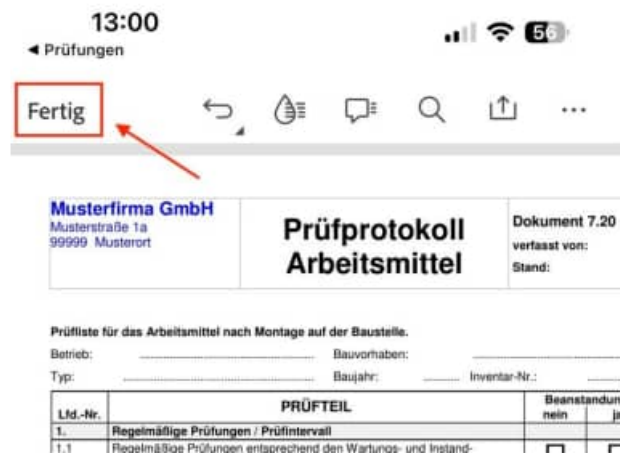 13:00
56
◀ Prüfungen
Fertig
Musterfirma GmbH
Musterstraße 1a
99999 Musterort
Prüfprotokoll
Arbeitsmittel
Dokument 7.20
verfasst von:
Stand:
Prüfliste für das Arbeitsmittel nach Montage auf der Baustelle.
Betrieb: Bauvorhaben:
Typ: Baujahr: Inventar-Nr.:
Lfd.-Nr. PRÜFTEIL Beanstandun
nein ja
1. Regelmäßige Prüfungen / Prüfintervall
1.1 Regelmäßige Prüfungen entsprechend den Wartungs- und Instand-